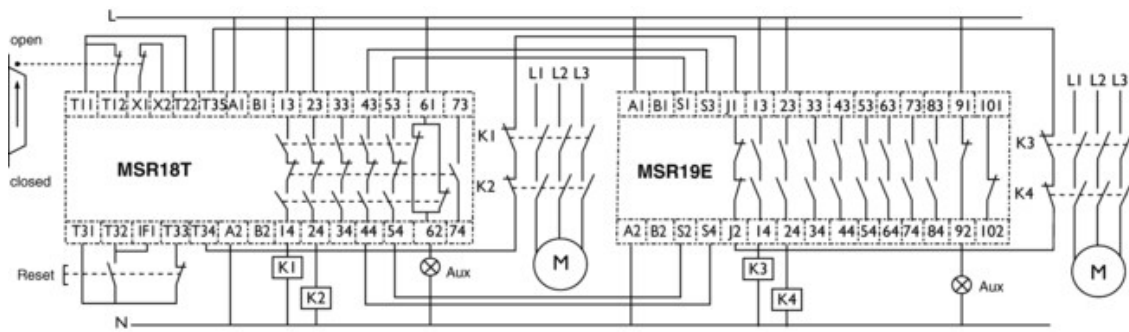 L
open
L1 L2 L3
L1 L2 L3
T11 T12 X1 X2 T22 T35 A1 B1 13 23 33 43 53 61 73
A1 B1 S1 S3 J1 13 23 33 43 53 63 73 83 91 101
K1
K3
MSR18T
MSR19E
closed
K2
K4
T31 T32 IF1 T33 T34 A2 B2 14 24 34 44 54 62 74
A2 B2 S2 S4 J2 14 24 34 44 54 64 74 84 92 102
Reset
K1
Aux
M
K3
M
K2
K4
Aux
N